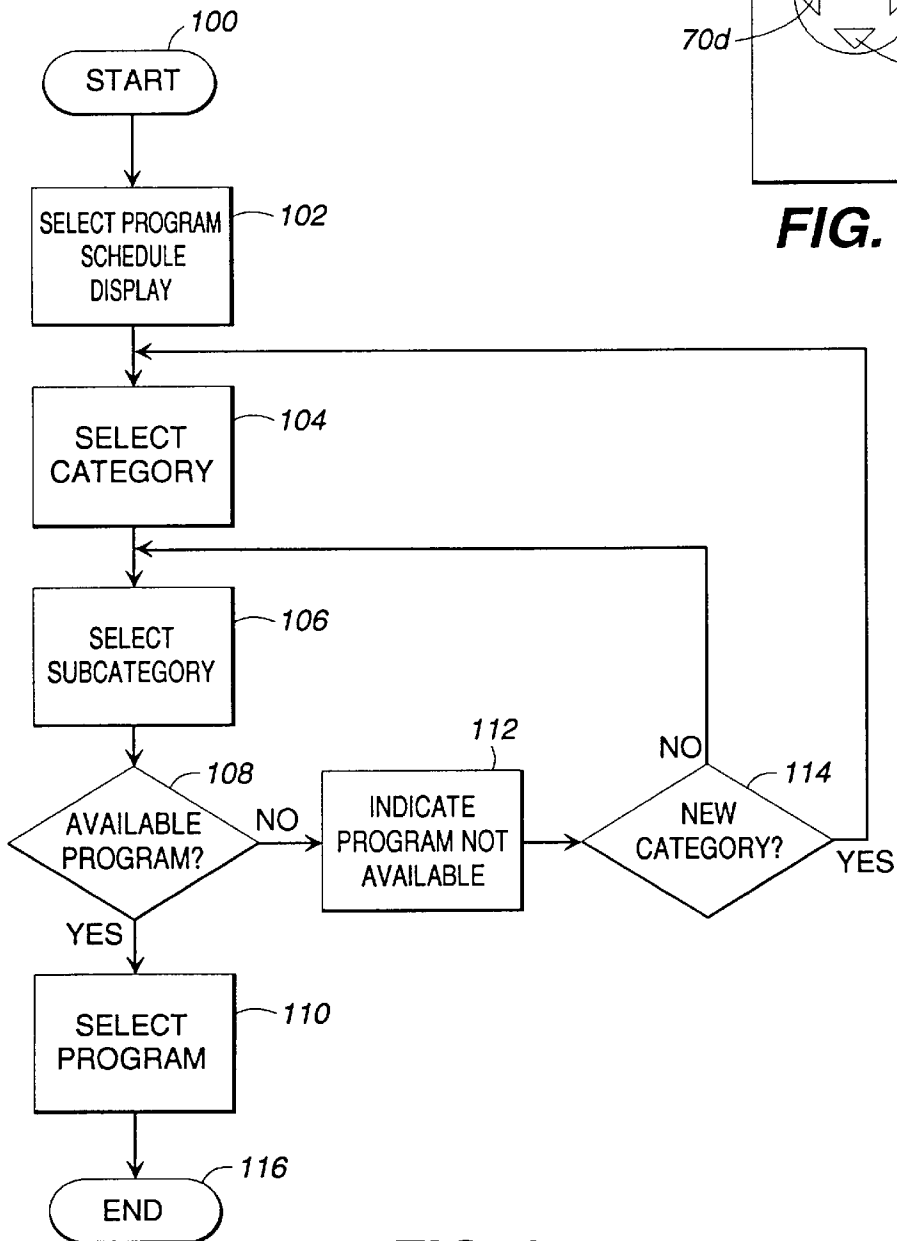 100
START
70d
FIG.
SELECT PROGRAM
SCHEDULE
DISPLAY
102
SELECT
CATEGORY
104
SELECT
SUBCATEGORY
106
AVAILABLE
PROGRAM?
108
NO
YES
INDICATE
PROGRAM NOT
AVAILABLE
112
NEW
CATEGORY?
114
NO
YES
SELECT
PROGRAM
110
END
116